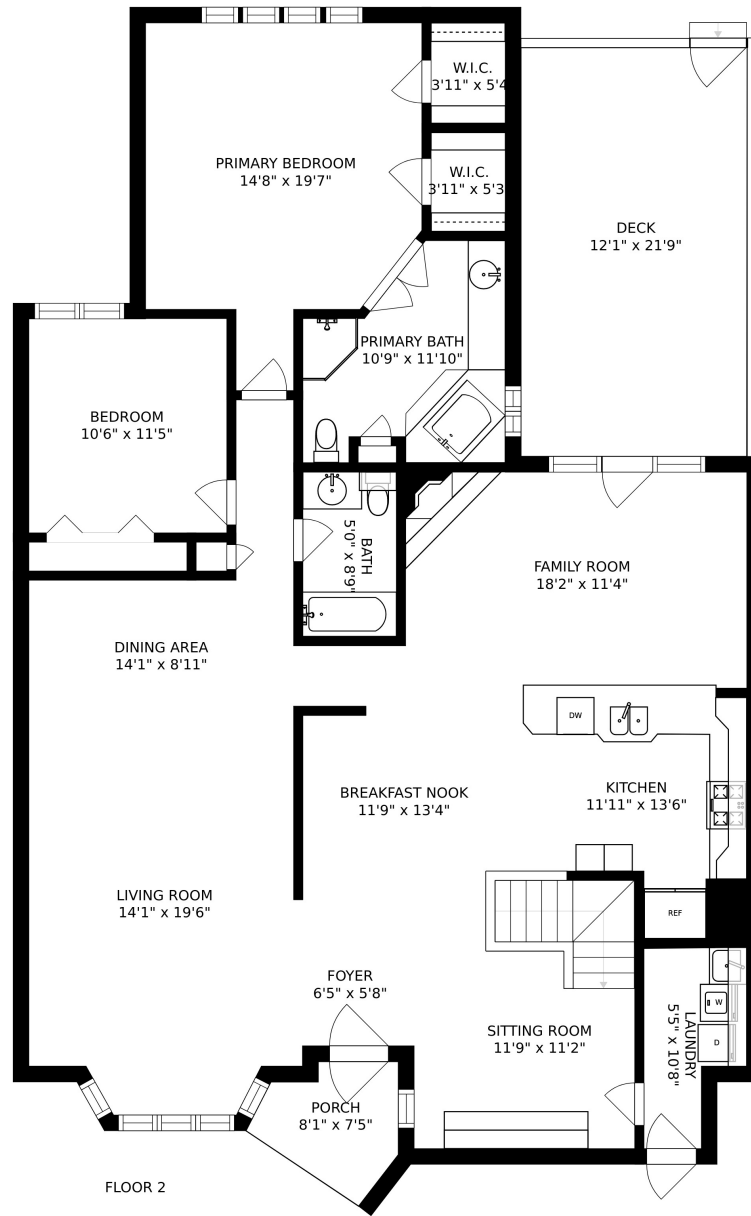 W.I.C.
3'11" x 5'4
PRIMARY BEDROOM
14'8" x 19'7"
W.I.C.
3'11" x 5'3
DECK
12'1" x 21'9"
PRIMARY BATH
10'9" x 11'10"
BEDROOM
10'6" x 11'5"
BATH
5'0" x 8'9"
FAMILY ROOM
18'2" x 11'4"
DINING AREA
14'1" x 8'11"
DW
KITCHEN
11'11" x 13'6"
BREAKFAST NOOK
11'9" x 13'4"
LIVING ROOM
14'1" x 19'6"
REF
FOYER
6'5" x 5'8"
SITTING ROOM
11'9" x 11'2"
W
D
LAUNDRY
5'5" x 10'8"
PORCH
8'1" x 7'5"
FLOOR 2